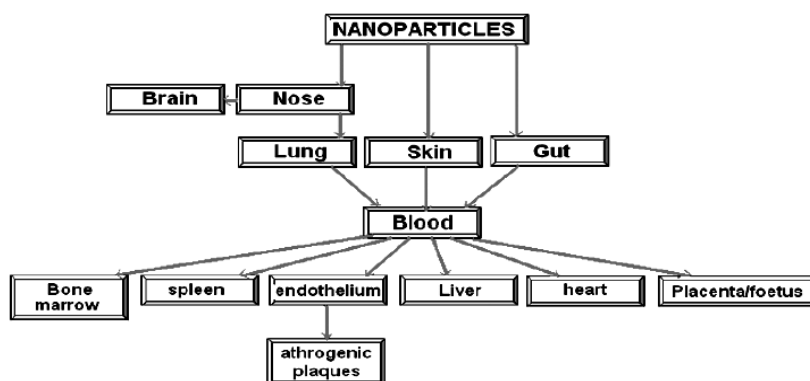 NANOPARTICLES
Brain
Nose
Lung
Skin
Gut
Blood
Bone
marrow
spleen
endothelium
Liver
heart
Placenta/foetus
athrogenic
plaques